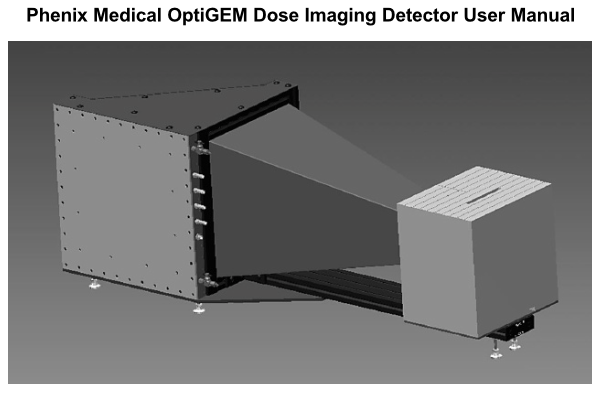 Phenix Medical OptiGEM Dose Imaging Detector User Manual